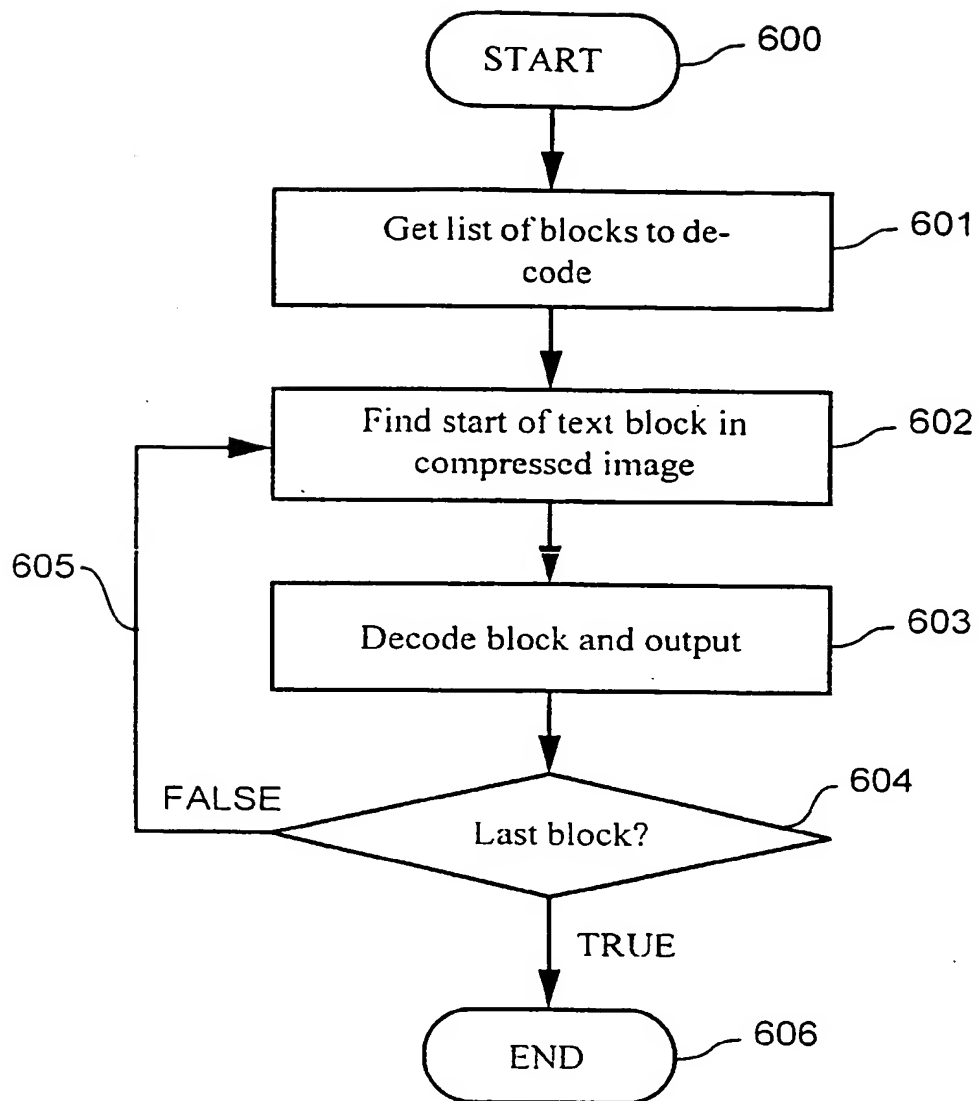 START
600
Get list of blocks to de-
code
601
Find start of text block in
compressed image
602
605
Decode block and output
603
FALSE
Last block?
604
TRUE
END
606